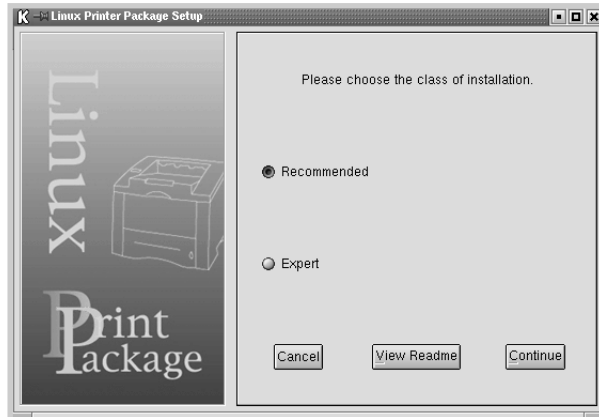 Linux Printer Package Setup
Please choose the class of installation.
Recommended
Expert
Cancel
View Readme
Continue
Linux
Print
Package